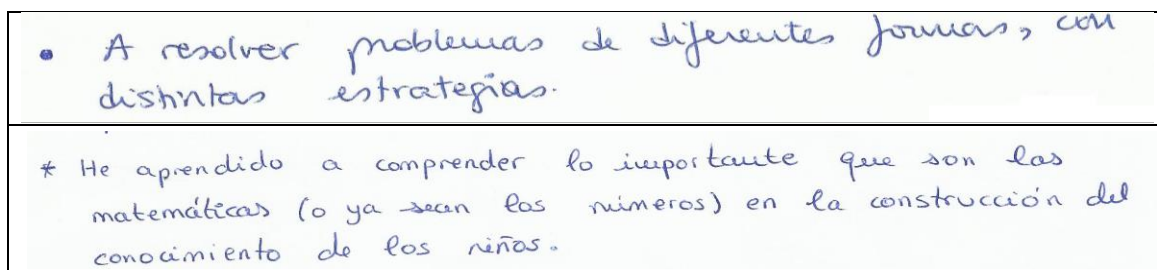 • A resolver problemas de diferentes formas, con
distintas estrategias.
* He aprendido a comprender lo importante que son las
matemáticas (o ya sean los números) en la construcción del
conocimiento de los niños.